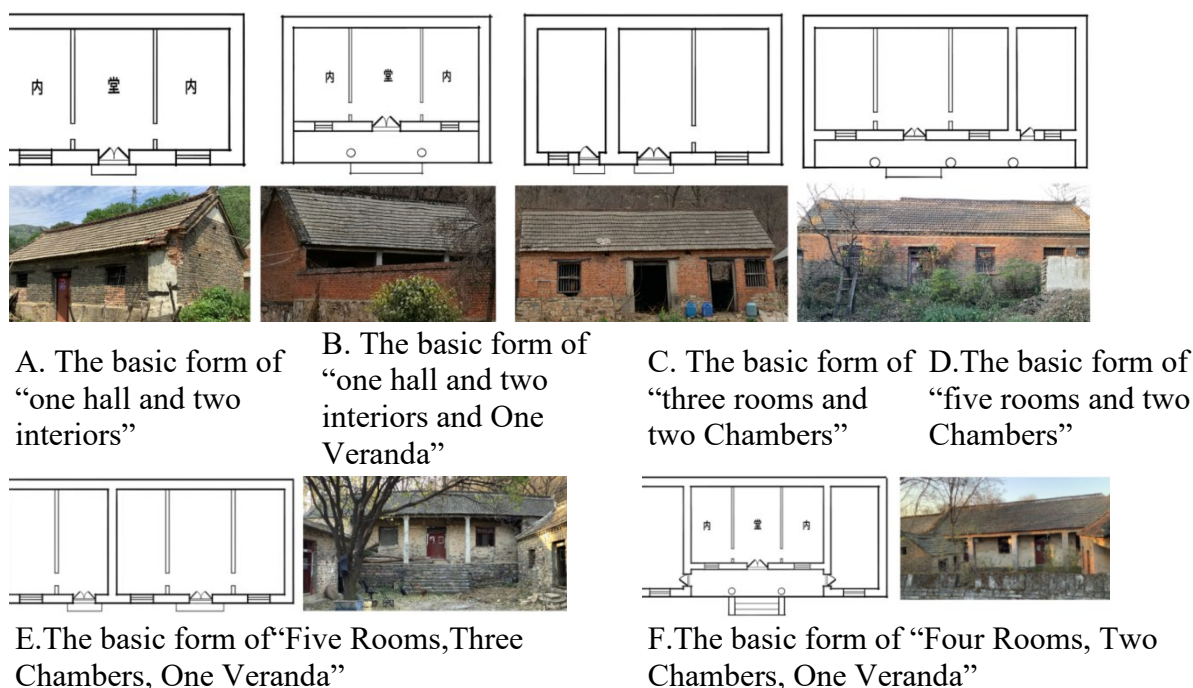 内 堂 内
内 堂 内
A. The basic form of
“one hall and two
interiors”
B. The basic form of
“one hall and two
interiors and One
Veranda”
C. The basic form of
“three rooms and
two Chambers”
D.The basic form of
“five rooms and two
Chambers”
内 堂 内
E.The basic form of“Five Rooms,Three
Chambers, One Veranda”
F.The basic form of “Four Rooms, Two
Chambers, One Veranda”